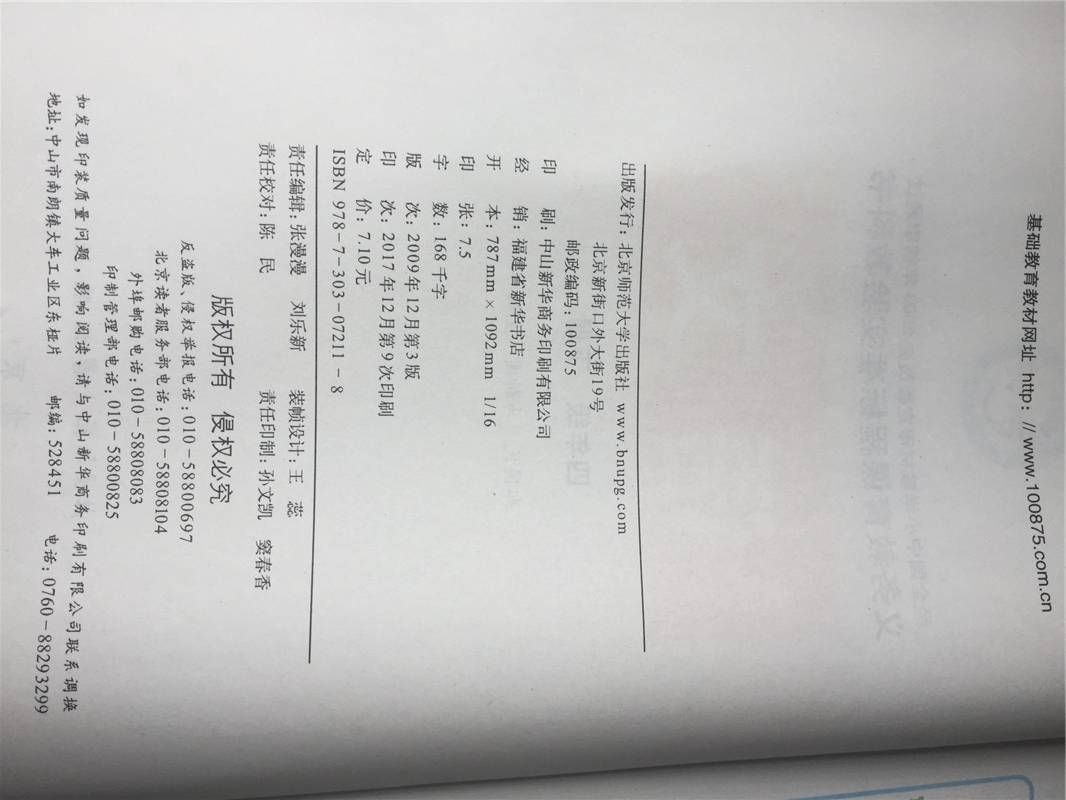 基础教育教材网址 http://www.100875.com.cn
出版发行：北京师范大学出版社 www.bnupg.com
北京新街口外大街19号
邮政编码：100875
印 刷：中山新华商务印刷有限公司
经 销：福建省新华书店
开 本：787mm×1092mm 1/16
印 张：7.5
字 数：168千字
版 次：2009年12月第3版
印 次：2017年12月第9次印刷
定 价：7.10元
ISBN 978-7-303-07211-8
责任编辑：张漫漫 刘乐新 装帧设计：王 蕊
责任校对：陈 民 责任印制：孙文凯 窦春香
版权所有 侵权必究
反盗版、侵权举报电话：010-58800697
北京读者服务部电话：010-58808104
外埠邮购电话：010-58808083
印制管理部电话：010-58800825
如发现印装质量问题，影响阅读，请与中山新华商务印刷有限公司联系调换
地址：中山市南朗镇大车工业区东桠片 邮编：528451 电话：0760-88293299